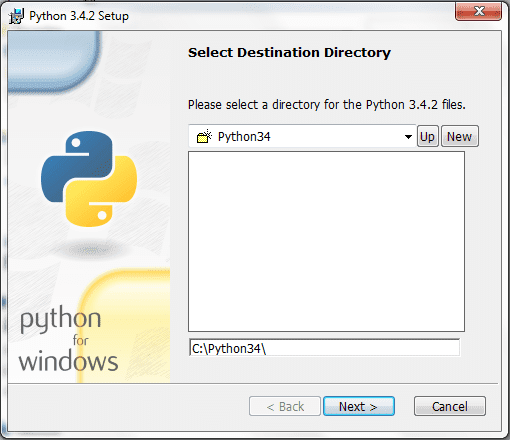 Python 3.4.2 Setup
Select Destination Directory
Please select a directory for the Python 3.4.2 files.
Python34
Up
New
C:\Python34\
python
for
windows
< Back
Next >
Cancel